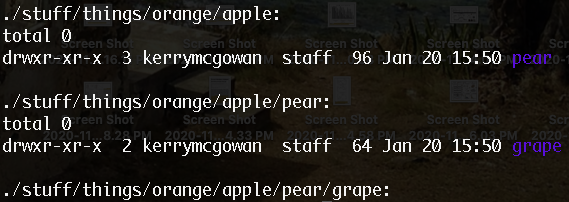 ./stuff/things/orange/apple:
total 0
drwxr-xr-x  3 kerrymcgowan  staff  96 Jan 20 15:50 pear
./stuff/things/orange/apple/pear:
total 0
drwxr-xr-x  2 kerrymcgowan  staff  64 Jan 20 15:50 grape
./stuff/things/orange/apple/pear/grape: